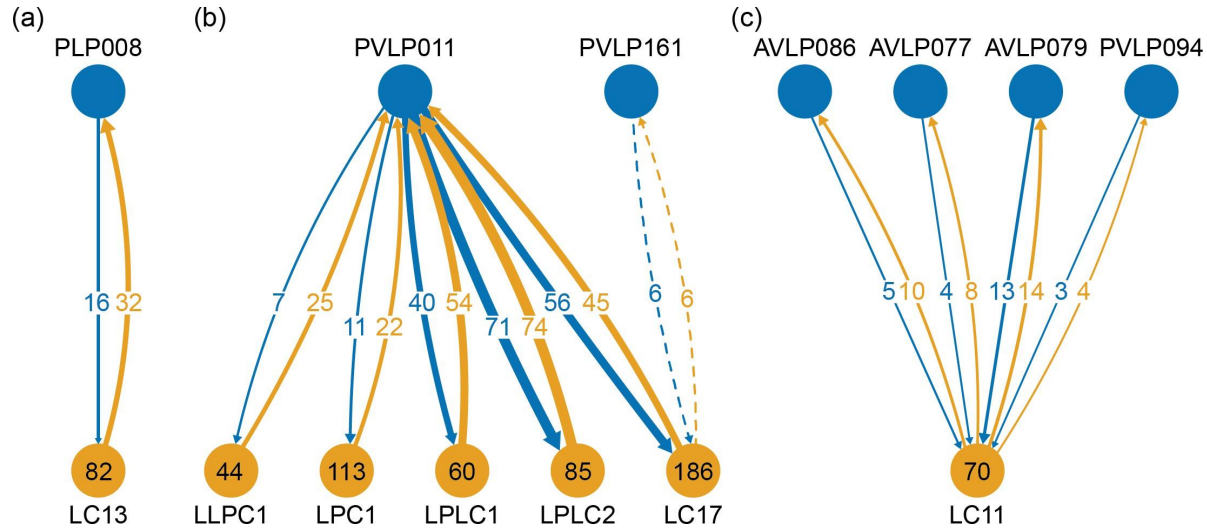 (a)
(b)
(c)
PLP008
PVLP011
PVLP161
AVLP086
AVLP077
AVLP079
PVLP094
16
32
7
25
11
22
40
54
71
74
56
45
6
6
5
10
4
8
13
14
3
4
82
44
113
60
85
186
70
LC13
LLPC1
LPC1
LPLC1
LPLC2
LC17
LC11